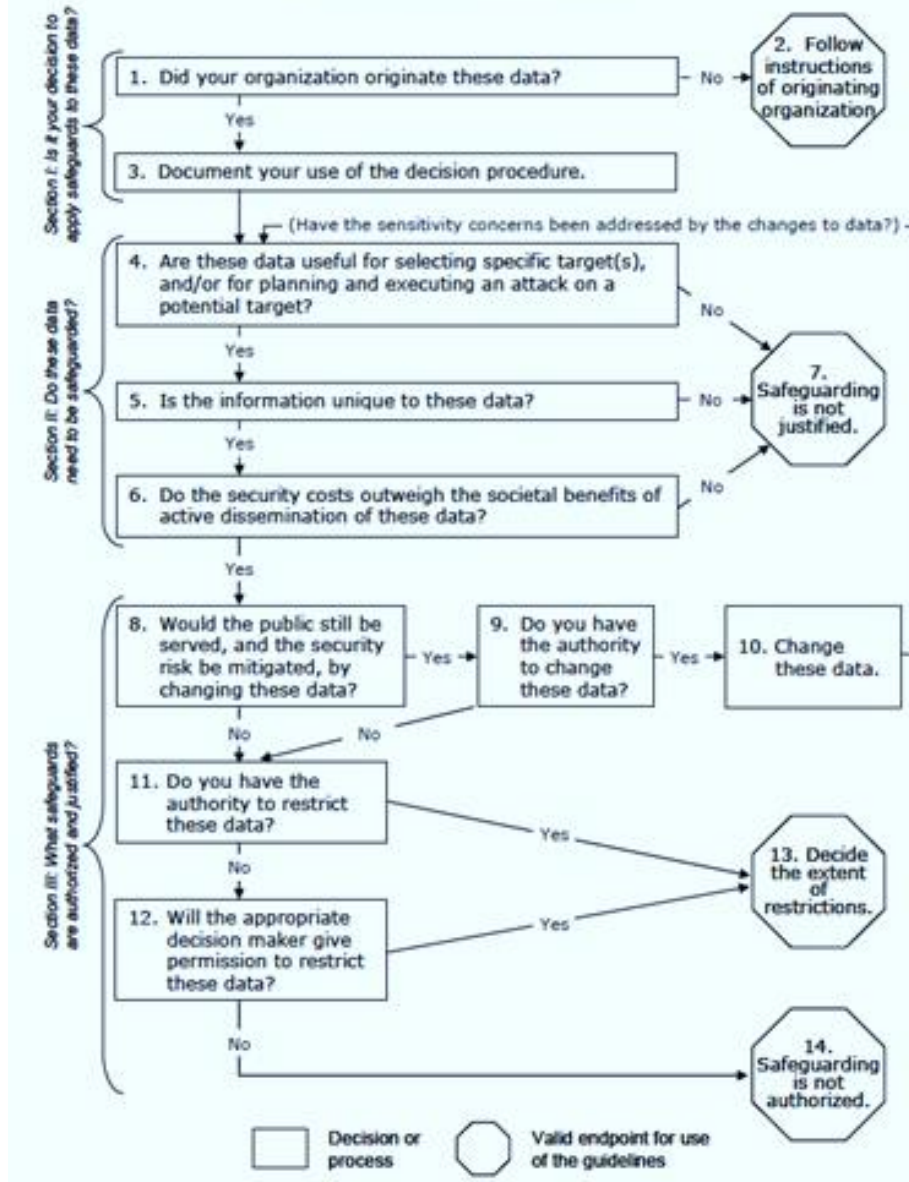 Section I: Is it your decision to
apply safeguards to these data?
1. Did your organization originate these data?
No
2. Follow
instructions
of originating
organization
Yes
3. Document your use of the decision procedure.
(Have the sensitivity concerns been addressed by the changes to data?)
Section II: Do these data
need to be safeguarded?
4. Are these data useful for selecting specific target(s),
and/or for planning and executing an attack on a
potential target?
No
Yes
5. Is the information unique to these data?
No
7.
Safeguarding
is not
justified.
Yes
6. Do the security costs outweigh the societal benefits of
active dissemination of these data?
No
Yes
Section III: What safeguards
are authorized and justified?
8. Would the public still be
served, and the security
risk be mitigated, by
changing these data?
Yes
9. Do you have
the authority
to change
these data?
Yes
10. Change
these data.
No
No
11. Do you have the
authority to restrict
these data?
Yes
No
13. Decide
the extent
of
restrictions.
12. Will the appropriate
decision maker give
permission to restrict
these data?
Yes
No
14.
Safeguarding
is not
authorized.
Decision or
process
Valid endpoint for use
of the guidelines